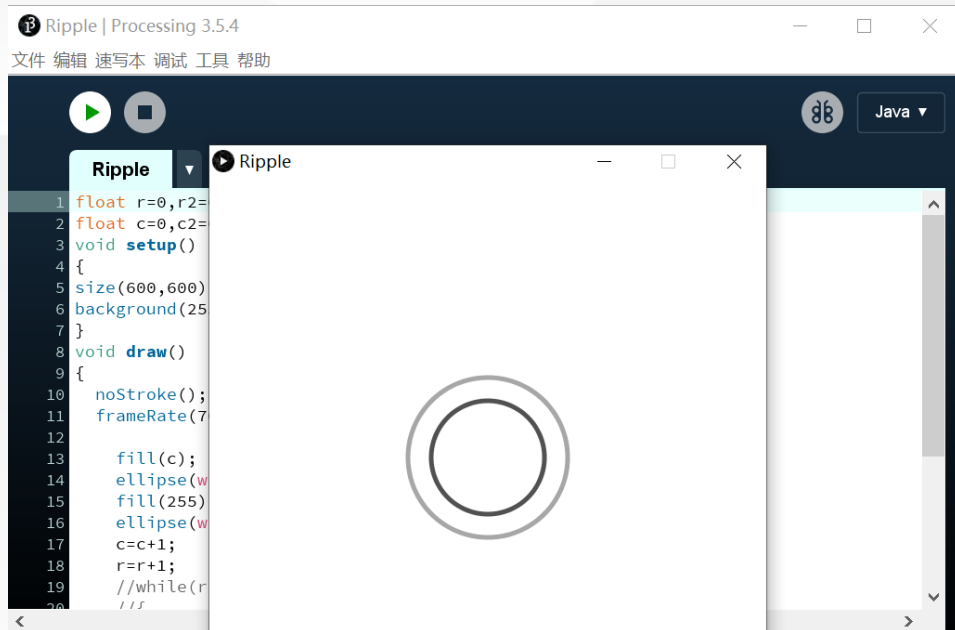 Ripple | Processing 3.5.4
文件 编辑 速写本 调试 工具 帮助
Java ▼
Ripple ▼
Ripple
1 float r=0,r2=
2 float c=0,c2=
3 void setup()
4 {
5 size(600,600)
6 background(25
7 }
8 void draw()
9 {
10 noStroke();
11 frameRate(7
12
13 fill(c);
14 ellipse(w
15 fill(255)
16 ellipse(w
17 c=c+1;
18 r=r+1;
19 //while(r
20 //{